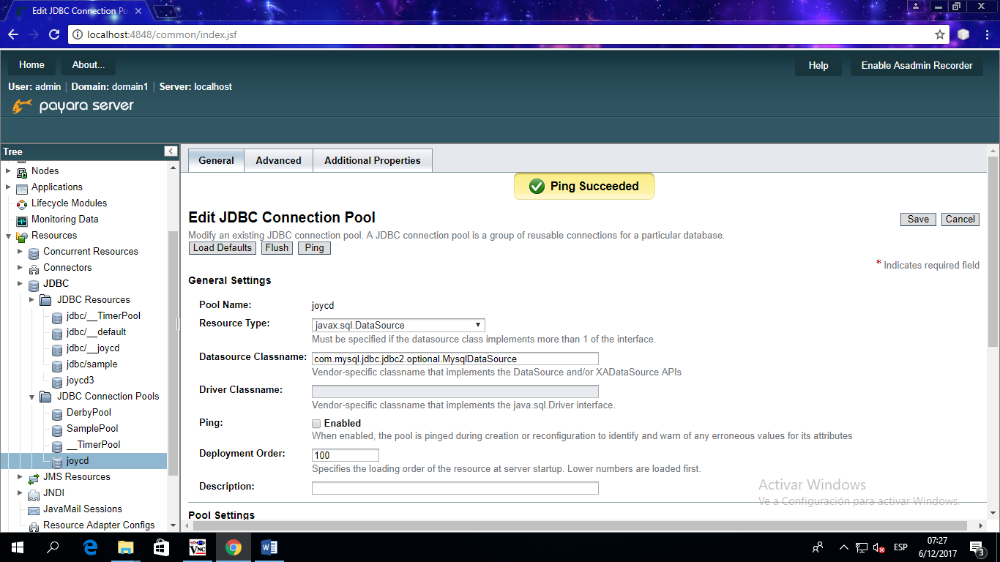 Edit JDBC Connection Po
localhost:4848/common/index.jsf
Home
About...
Help
Enable Asadmin Recorder
User: admin | Domain: domain1 | Server: localhost
payara server
Tree
Nodes
Applications
Lifecycle Modules
Monitoring Data
Resources
Concurrent Resources
Connectors
JDBC
JDBC Resources
jdbc/__TimerPool
jdbc/__default
jdbc/__joycd
jdbc/sample
joycd3
JDBC Connection Pools
DerbyPool
SamplePool
__TimerPool
joycd
JMS Resources
JNDI
JavaMail Sessions
Resource Adapter Configs
General
Advanced
Additional Properties
Ping Succeeded
Edit JDBC Connection Pool
Save
Cancel
Modify an existing JDBC connection pool. A JDBC connection pool is a group of reusable connections for a particular database.
Load Defaults
Flush
Ping
* Indicates required field
General Settings
Pool Name: joycd
Resource Type: javax.sql.DataSource
Must be specified if the datasource class implements more than 1 of the interface.
Datasource Classname: com.mysql.jdbc.jdbc2.optional.MysqlDataSource
Vendor-specific classname that implements the DataSource and/or XADataSource APIs
Driver Classname:
Vendor-specific classname that implements the java.sql.Driver interface.
Ping: Enabled
When enabled, the pool is pinged during creation or reconfiguration to identify and warn of any erroneous values for its attributes
Deployment Order: 100
Specifies the loading order of the resource at server startup. Lower numbers are loaded first.
Description:
Pool Settings
Activar Windows
Ve a Configuración para activar Windows.
VNC
ESP
07:27
6/12/2017
3